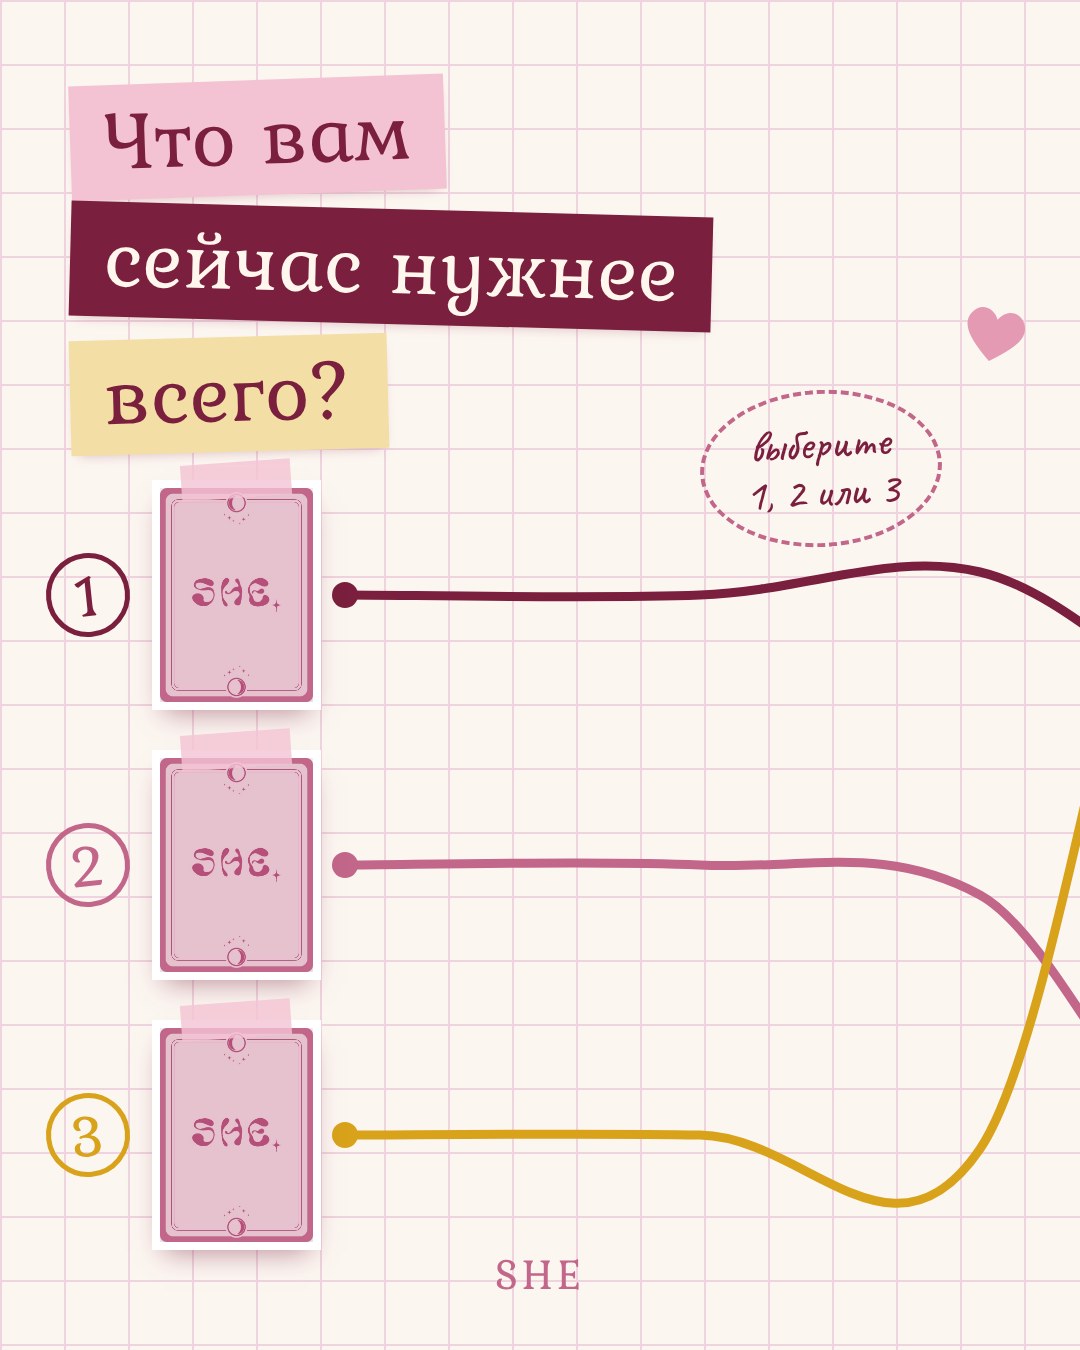 Что вам
сейчас нужнее
всего?
выберите
1, 2 или 3
1
SHE
2
SHE
3
SHE
SHE